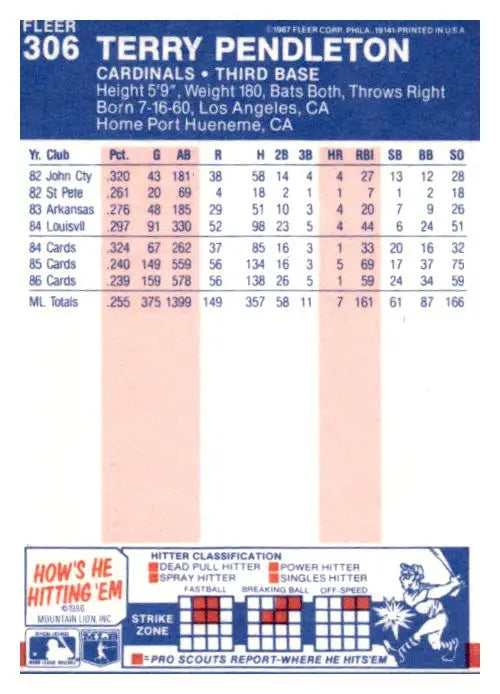 FLEER
306 TERRY PENDLETON
©1987 FLEER CORP. PHILA. 19141-PRINTED IN U.S.A
CARDINALS • THIRD BASE
Height 5'9", Weight 180, Bats Both, Throws Right
Born 7-16-60, Los Angeles, CA
Home Port Hueneme, CA
Yr. Club Pct. G AB R H 2B 3B HR RBI SB BB SO
82 John Cty .320 43 181 38 58 14 4 4 27 13 12 28
82 St Pete .261 20 69 4 18 2 1 1 7 1 2 18
83 Arkansas .276 48 185 29 51 10 3 4 20 7 9 26
84 Louisvil .297 91 330 52 98 23 5 4 44 6 24 51
84 Cards .324 67 262 37 85 16 3 1 33 20 16 32
85 Cards .240 149 559 56 134 16 3 5 69 17 37 75
86 Cards .239 159 578 56 138 26 5 1 59 24 34 59
ML Totals .255 375 1399 149 357 58 11 7 161 61 87 166
HOW'S HE
HITTING 'EM
©1986
MOUNTAIN LION, INC.
HITTER CLASSIFICATION
DEAD PULL HITTER POWER HITTER
SPRAY HITTER SINGLES HITTER
FASTBALL BREAKING BALL OFF-SPEED
STRIKE
ZONE
=PRO SCOUTS REPORT-WHERE HE HITS'EM
MLB